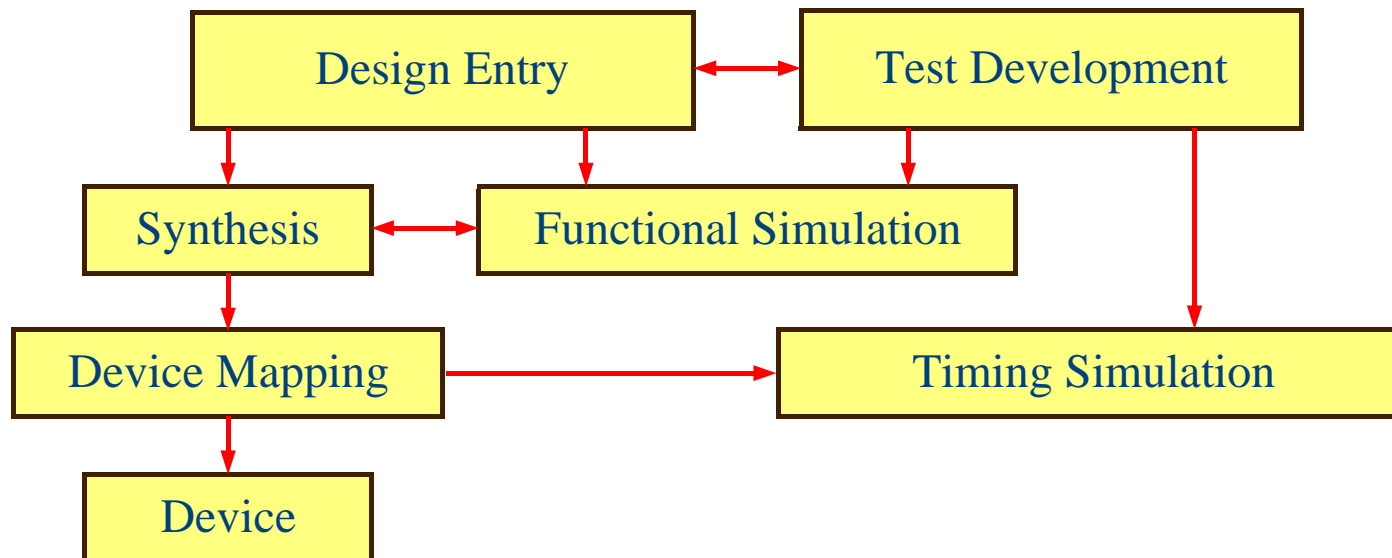 Design Entry
Test Development
Synthesis
Functional Simulation
Device Mapping
Timing Simulation
Device